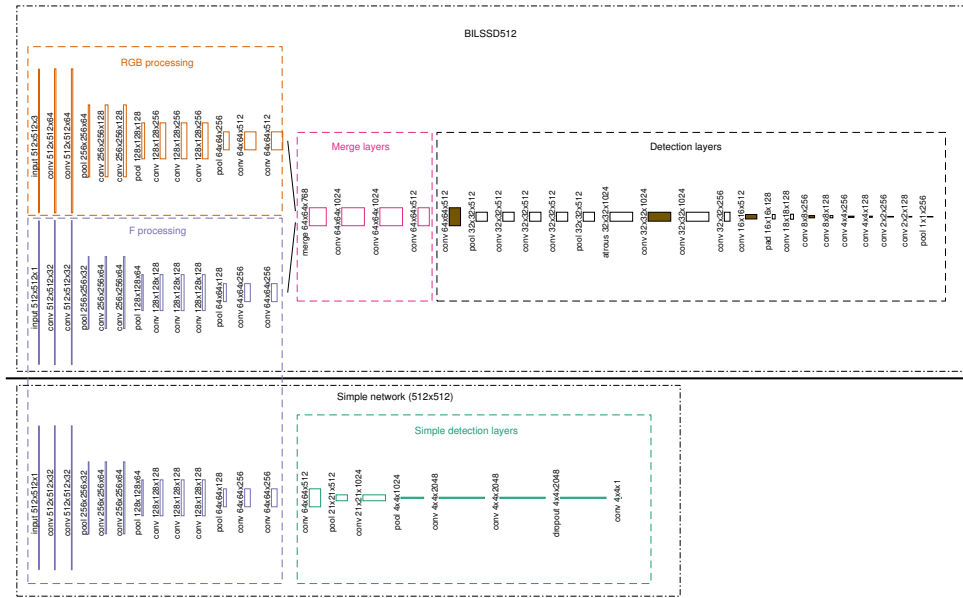 BILSSD512
RGB processing
input 512x512x3
conv 512x512x64
conv 512x512x64
pool 256x256x64
conv 256x256x128
conv 256x256x128
pool 128x128x128
conv 128x128x256
conv 128x128x256
conv 128x128x256
pool 64x64x256
conv 64x64x512
conv 64x64x512
F processing
input 512x512x1
conv 512x512x32
conv 512x512x32
pool 256x256x32
conv 256x256x64
conv 256x256x64
pool 128x128x64
conv 128x128x128
conv 128x128x128
conv 128x128x128
pool 64x64x128
conv 64x64x256
conv 64x64x256
Merge layers
merge 64x64x768
conv 64x64x1024
conv 64x64x1024
conv 64x64x512
Detection layers
conv 64x64x512
pool 32x32x512
conv 32x32x512
conv 32x32x512
conv 32x32x512
pool 32x32x512
atrous 32x32x1024
conv 32x32x1024
conv 32x32x1024
conv 32x32x256
conv 16x16x512
pad 16x16x128
conv 18x18x128
conv 8x8x256
conv 8x8x128
conv 4x4x256
conv 4x4x128
conv 2x2x256
conv 2x2x128
pool 1x1x256
Simple network (512x512)
input 512x512x1
conv 512x512x32
conv 512x512x32
pool 256x256x32
conv 256x256x64
conv 256x256x64
pool 128x128x64
conv 128x128x128
conv 128x128x128
conv 128x128x128
pool 64x64x128
conv 64x64x256
conv 64x64x256
Simple detection layers
conv 64x64x512
pool 21x21x512
conv 21x21x1024
pool 4x4x1024
conv 4x4x2048
conv 4x4x2048
dropout 4x4x2048
conv 4x4x1